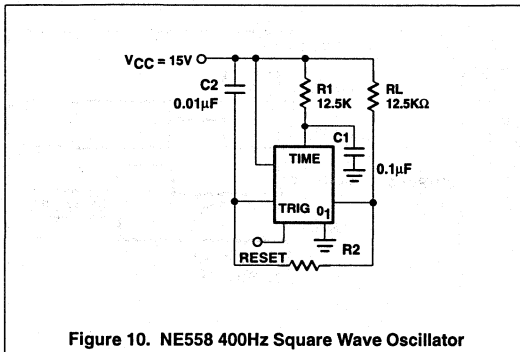 VCC = 15V
C2
0.01µF
R1
12.5K
RL
12.5KΩ
C1
0.1µF
TIME
TRIG
01
RESET
R2
Figure 10. NE558 400Hz Square Wave Oscillator